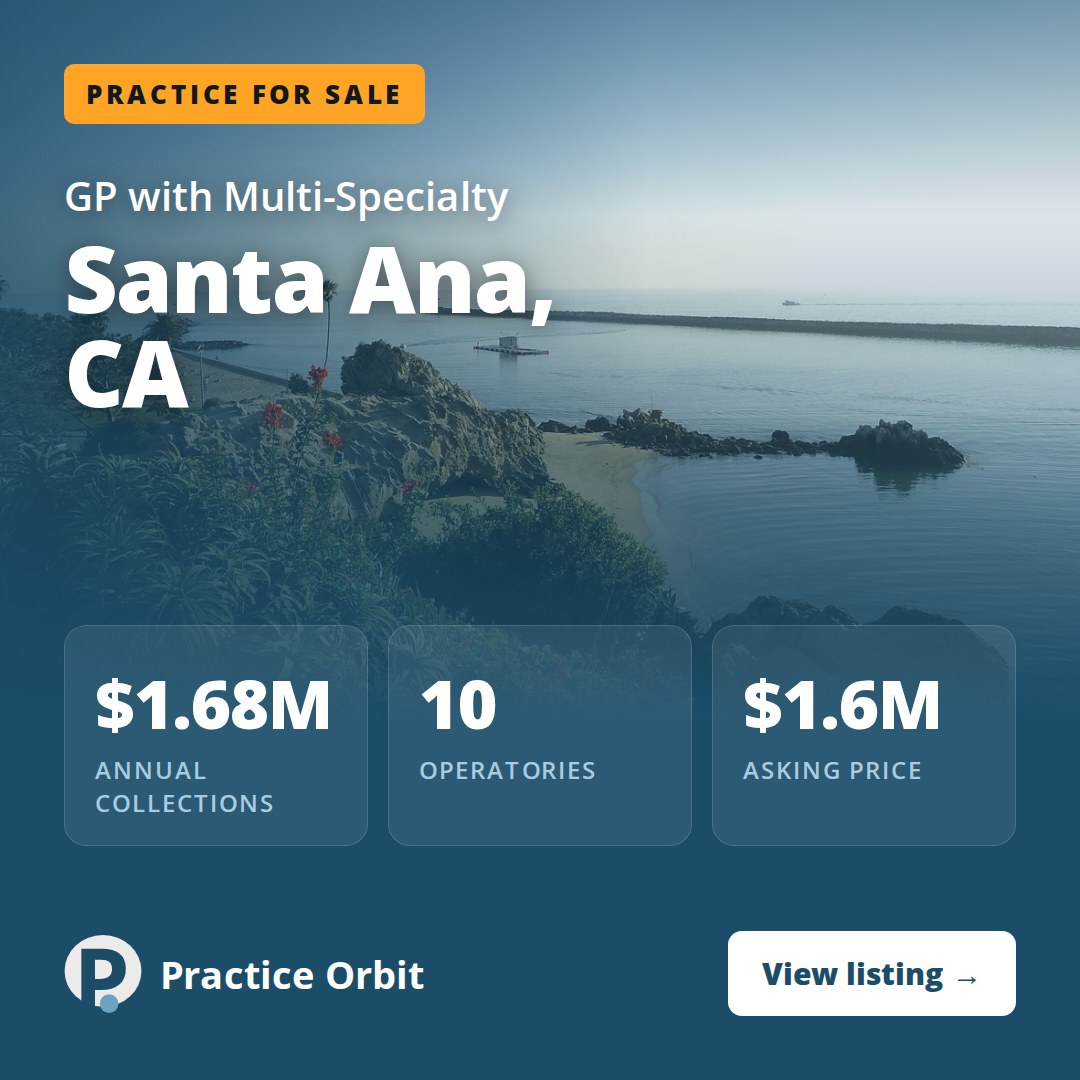 PRACTICE FOR SALE
GP with Multi-Specialty
Santa Ana,
CA
$1.68M
ANNUAL
COLLECTIONS
10
OPERATORIES
$1.6M
ASKING PRICE
P
Practice Orbit
View listing →